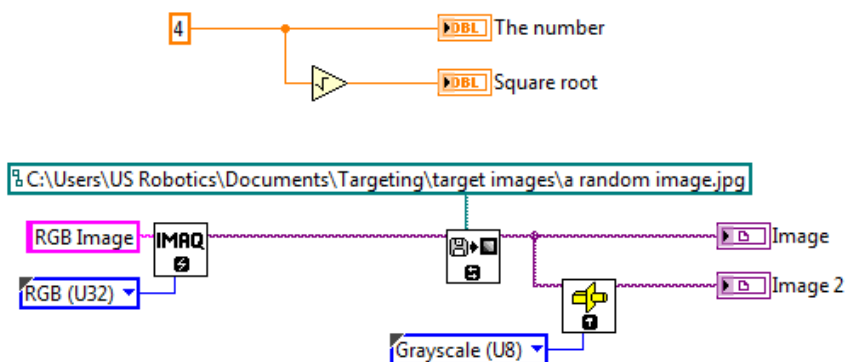 4
DBL The number
DBL Square root
C:\Users\US Robotics\Documents\Targeting\target images\a random image.jpg
RGB Image
IMAQ
Image
RGB (U32)
Image 2
Grayscale (U8)